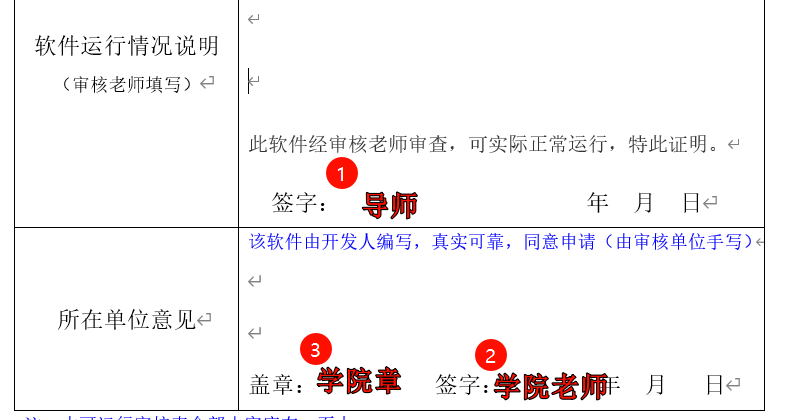 软件运行情况说明
（审核老师填写）
此软件经审核老师审查，可实际正常运行，特此证明。
1
签字： 导师 年 月 日
该软件由开发人编写，真实可靠，同意申请（由审核单位手写）
所在单位意见
3 2
盖章：学院章 签字：学院老师年 月 日